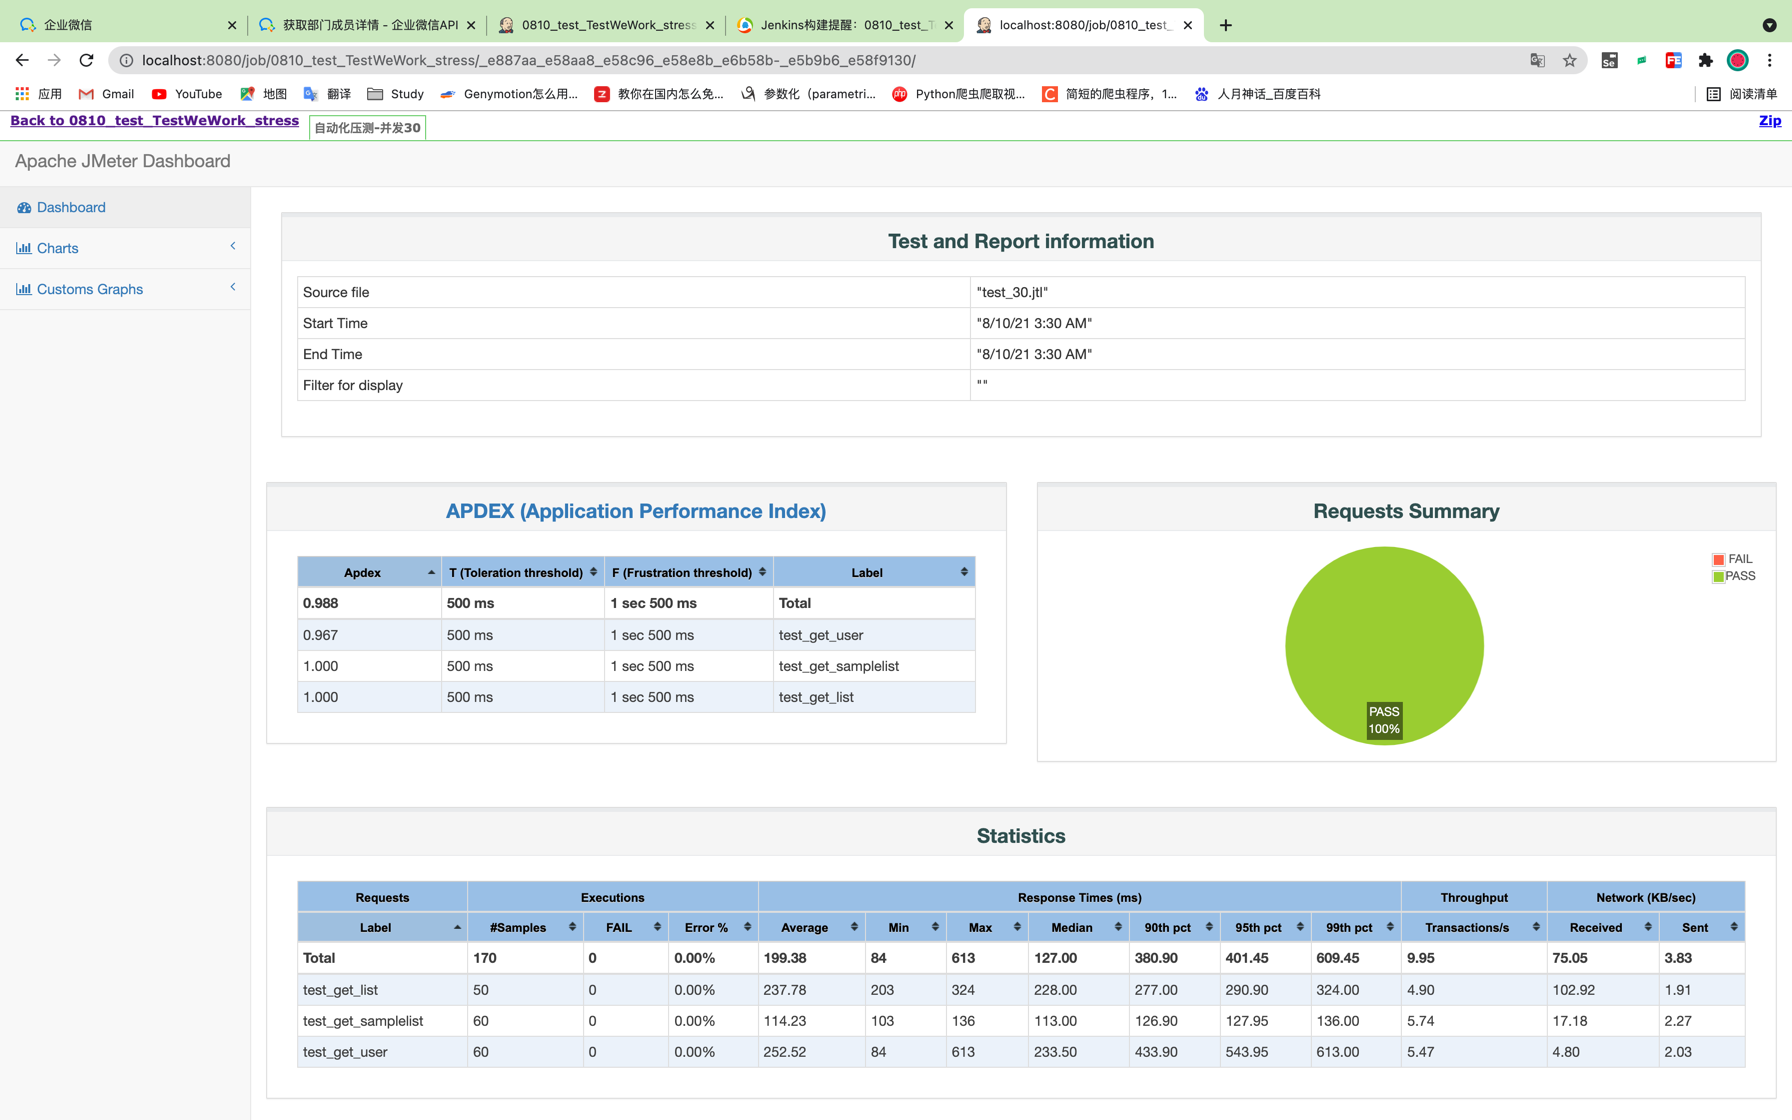 企业微信
获取部门成员详情 - 企业微信API
0810_test_TestWeWork_stress
Jenkins构建提醒：0810_test_T
localhost:8080/job/0810_test_
localhost:8080/job/0810_test_TestWeWork_stress/_e887aa_e58aa8_e58c96_e58e8b_e6b58b-_e5b9b6_e58f9130/
应用 Gmail YouTube 地图 翻译 Study Genymotion怎么用... 教你在国内怎么免... 参数化（parametri... Python爬虫爬取视... 简短的爬虫程序，1... 人月神话_百度百科 阅读清单
Back to 0810_test_TestWeWork_stress 自动化压测-并发30 Zip
Apache JMeter Dashboard
Dashboard
Charts
Customs Graphs
Test and Report information
Source file "test_30.jtl"
Start Time "8/10/21 3:30 AM"
End Time "8/10/21 3:30 AM"
Filter for display ""
APDEX (Application Performance Index)
Apdex T (Toleration threshold) F (Frustration threshold) Label
0.988 500 ms 1 sec 500 ms Total
0.967 500 ms 1 sec 500 ms test_get_user
1.000 500 ms 1 sec 500 ms test_get_samplelist
1.000 500 ms 1 sec 500 ms test_get_list
Requests Summary
FAIL
PASS
PASS
100%
Statistics
Requests Executions Response Times (ms) Throughput Network (KB/sec)
Label #Samples FAIL Error % Average Min Max Median 90th pct 95th pct 99th pct Transactions/s Received Sent
Total 170 0 0.00% 199.38 84 613 127.00 380.90 401.45 609.45 9.95 75.05 3.83
test_get_list 50 0 0.00% 237.78 203 324 228.00 277.00 290.90 324.00 4.90 102.92 1.91
test_get_samplelist 60 0 0.00% 114.23 103 136 113.00 126.90 127.95 136.00 5.74 17.18 2.27
test_get_user 60 0 0.00% 252.52 84 613 233.50 433.90 543.95 613.00 5.47 4.80 2.03